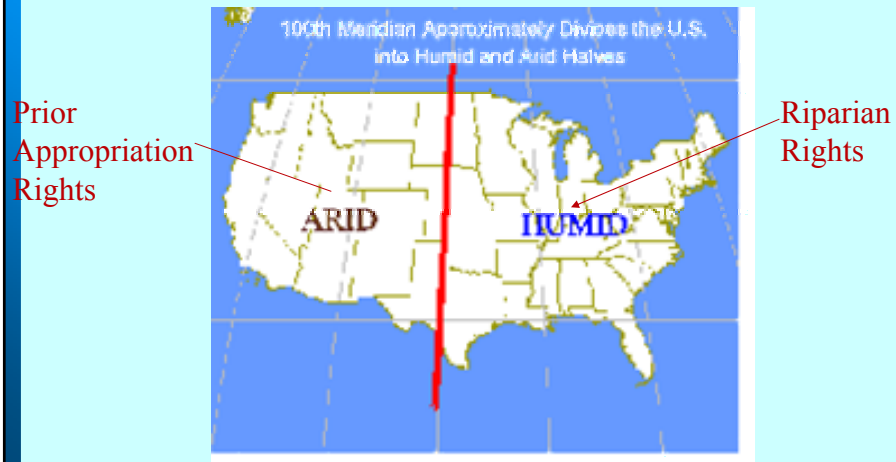 100th Meridian Approximately Divides the U.S.
into Humid and Arid Halves
Prior
Appropriation
Rights
Riparian
Rights
ARID
HUMID